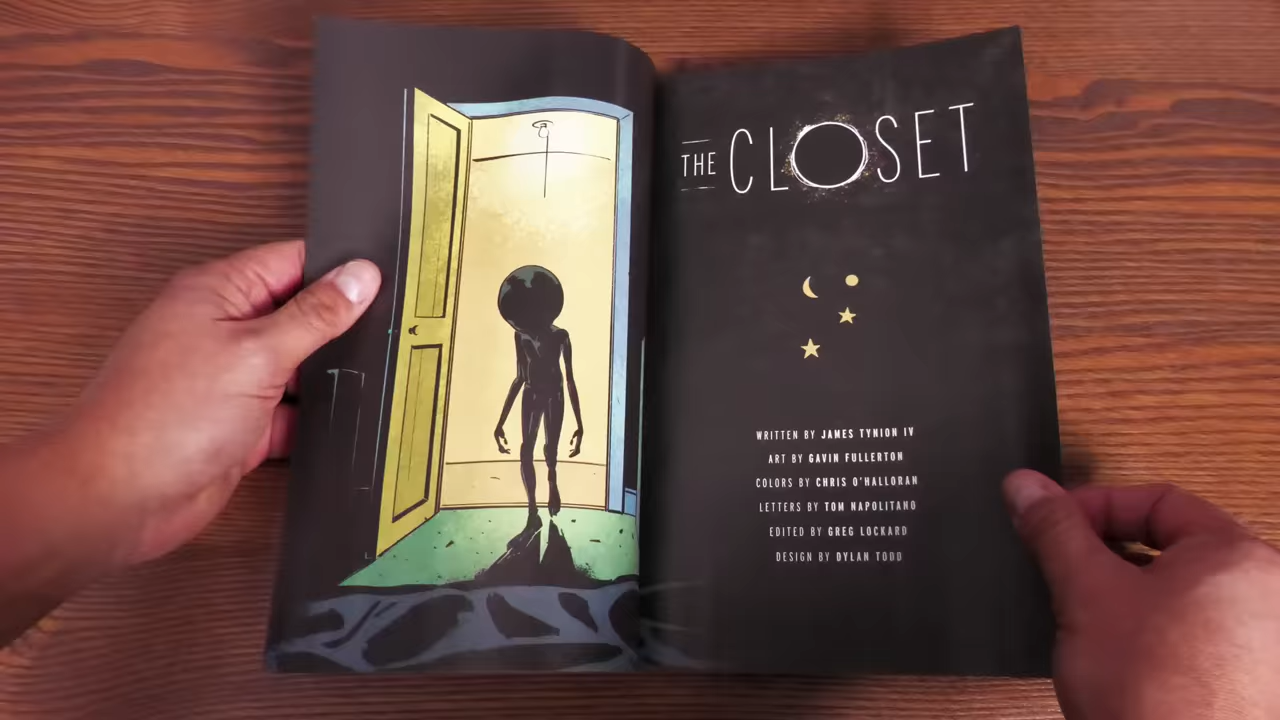 THE CLOSET
WRITTEN BY JAMES TYNION IV
ART BY GAVIN FULLERTON
COLORS BY CHRIS O'HALLORAN
LETTERS BY TOM NAPOLITANO
EDITED BY GREG LOCKARD
DESIGN BY DYLAN TODD